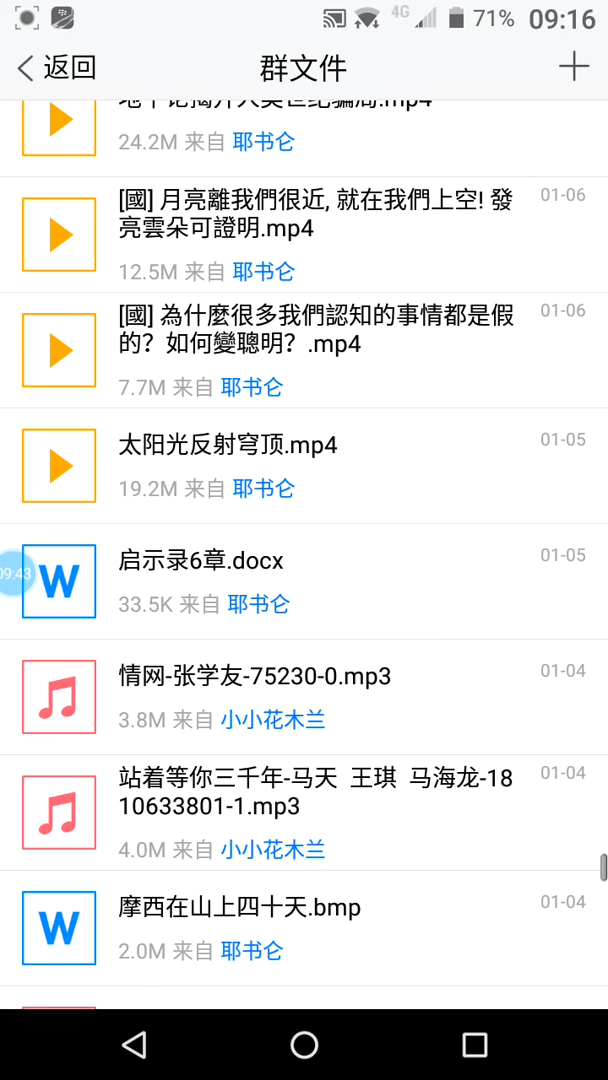 4G 71% 09:16
返回 群文件
24.2M 来自 耶书仑
[國] 月亮離我們很近, 就在我們上空! 發 01-06
亮雲朵可證明.mp4
12.5M 来自 耶书仑
[國] 為什麼很多我們認知的事情都是假 01-06
的？如何變聰明？.mp4
7.7M 来自 耶书仑
太阳光反射穹顶.mp4 01-05
19.2M 来自 耶书仑
启示录6章.docx 01-05
09:43
W
33.5K 来自 耶书仑
情网-张学友-75230-0.mp3 01-04
3.8M 来自 小小花木兰
站着等你三千年-马天 王琪 马海龙-18 01-04
10633801-1.mp3
4.0M 来自 小小花木兰
摩西在山上四十天.bmp 01-04
W
2.0M 来自 耶书仑